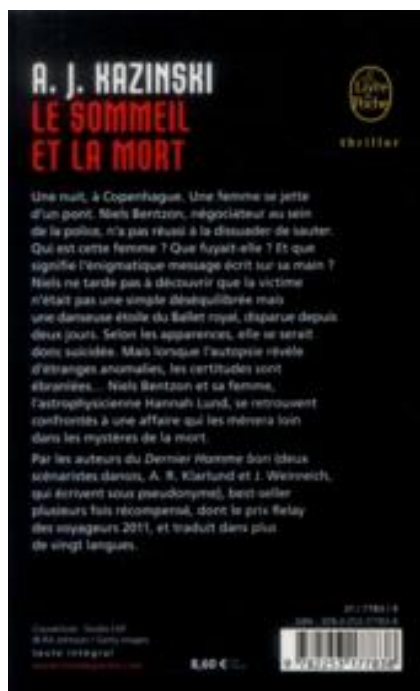 A. J. KAZINSKI
LE SOMMEIL
ET LA MORT
Le Livre de Poche
thriller
Une nuit, à Copenhague. Une femme se jette
d'un pont. Niels Bentzon, négociateur au sein
de la police, n'a pas réussi à la dissuader de sauter.
Qui est cette femme ? Que fuyait-elle ? Et que
signifie l'énigmatique message écrit sur sa main ?
Niels ne tarde pas à découvrir que la victime
n'était pas une simple déséquilibrée mais
une danseuse étoile du Ballet royal, disparue depuis
deux jours. Selon les apparences, elle se serait
donc suicidée. Mais lorsque l'autopsie révèle
d'étranges anomalies, les certitudes sont
ébranlées... Niels Bentzon et sa femme,
l'astrophysicienne Hannah Lund, se retrouvent
confrontés à une affaire qui les mènera loin
dans les mystères de la mort.
Par les auteurs du Dernier Homme bon (deux
scénaristes danois, A. R. Klarlund et J. Weinreich,
qui écrivent sous pseudonyme), best-seller
plusieurs fois récompensé, dont le prix Relay
des voyageurs 2011, et traduit dans plus
de vingt langues.
texte intégral
8,60 €
9 782253 177838